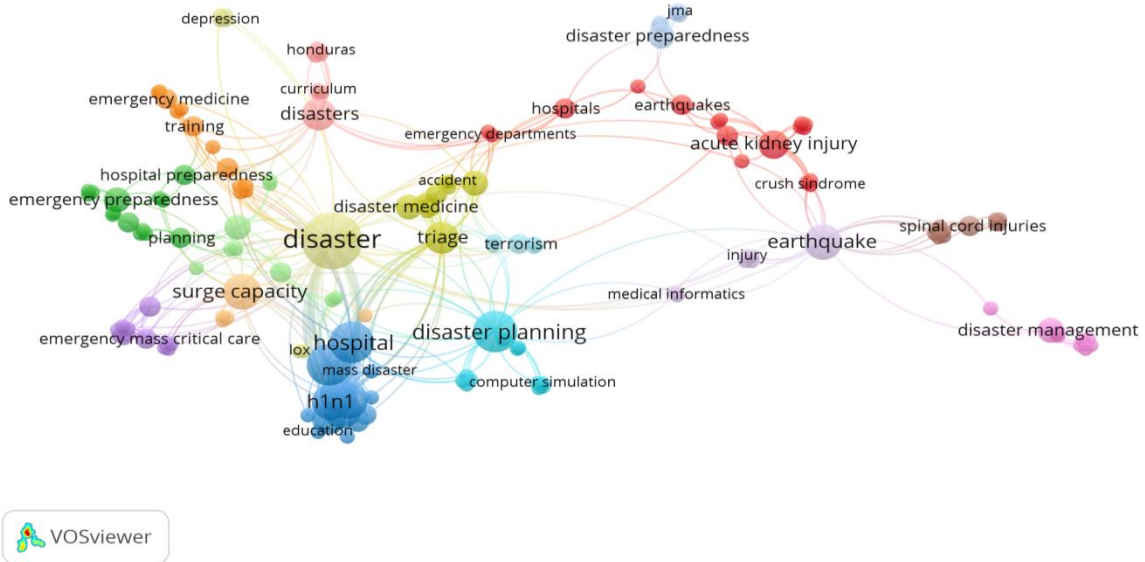 jma
depression
disaster preparedness
honduras
curriculum
emergency medicine
disasters
hospitals
earthquakes
training
emergency departments
acute kidney injury
hospital preparedness
accident
crush sindrome
emergency preparedness
disaster medicine
planning
disaster
triage
terrorism
earthquake
spinal cord injuries
injury
surge capacity
medical informatics
emergency mass critical care
hospital
disaster planning
disaster management
lox
mass disaster
computer simulation
h1n1
education
VOSviewer